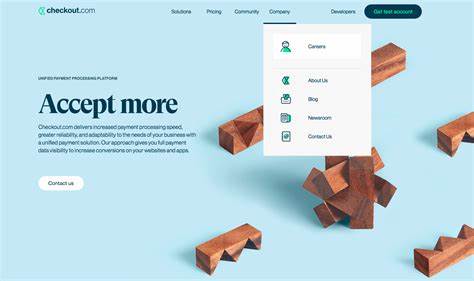 checkout.com
Solutions Pricing Community Company Developers Get test account
Careers
About Us
Blog
Newsroom
Contact Us
UNIFIED PAYMENT PROCESSING PLATFORM
Accept more
Checkout.com delivers increased payment processing speed,
greater reliability, and adaptability to the needs of your business with
a unified payment solution. Our approach gives you full payment
data visibility to increase conversions on your websites and apps.
Contact us